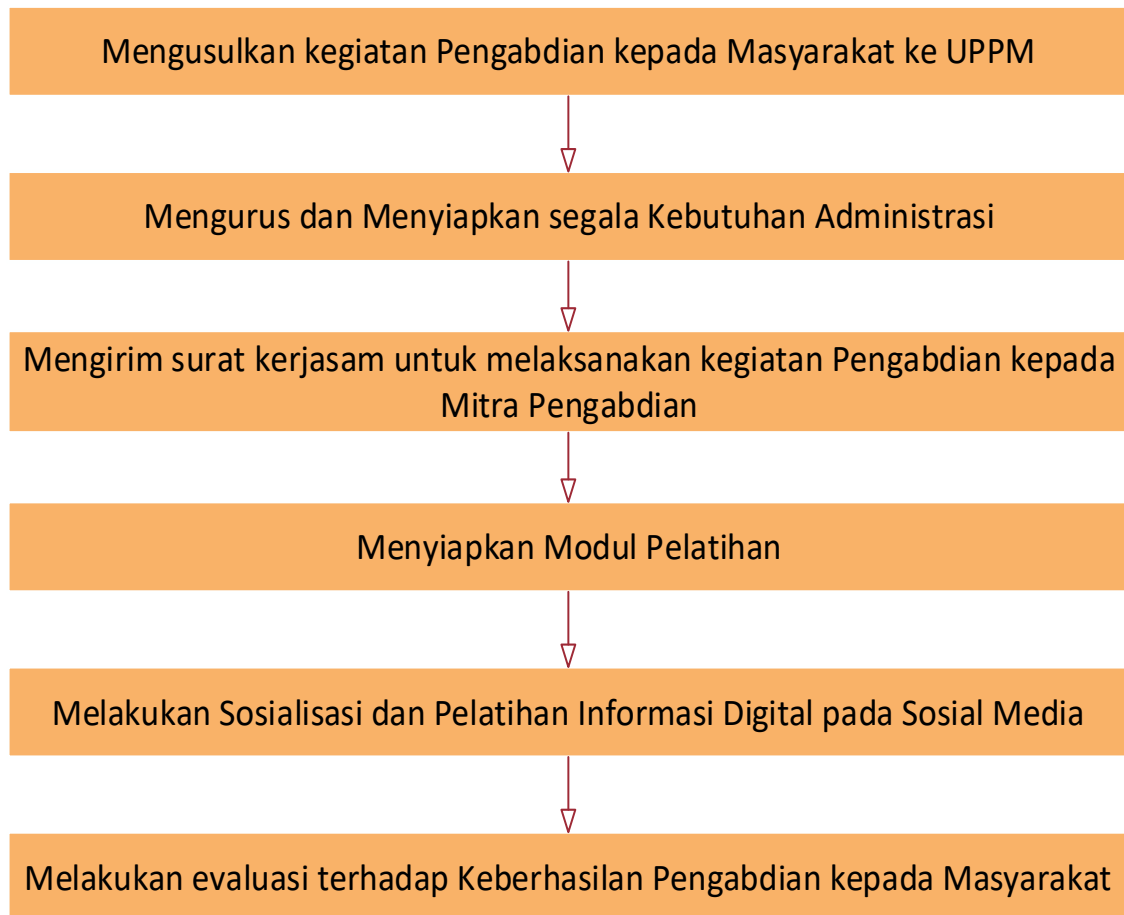 Mengusulkan kegiatan Pengabdian kepada Masyarakat ke UPPM
Mengurus dan Menyiapkan segala Kebutuhan Administrasi
Mengirim surat kerjasam untuk melaksanakan kegiatan Pengabdian kepada
Mitra Pengabdian
Menyiapkan Modul Pelatihan
Melakukan Sosialisasi dan Pelatihan Informasi Digital pada Sosial Media
Melakukan evaluasi terhadap Keberhasilan Pengabdian kepada Masyarakat